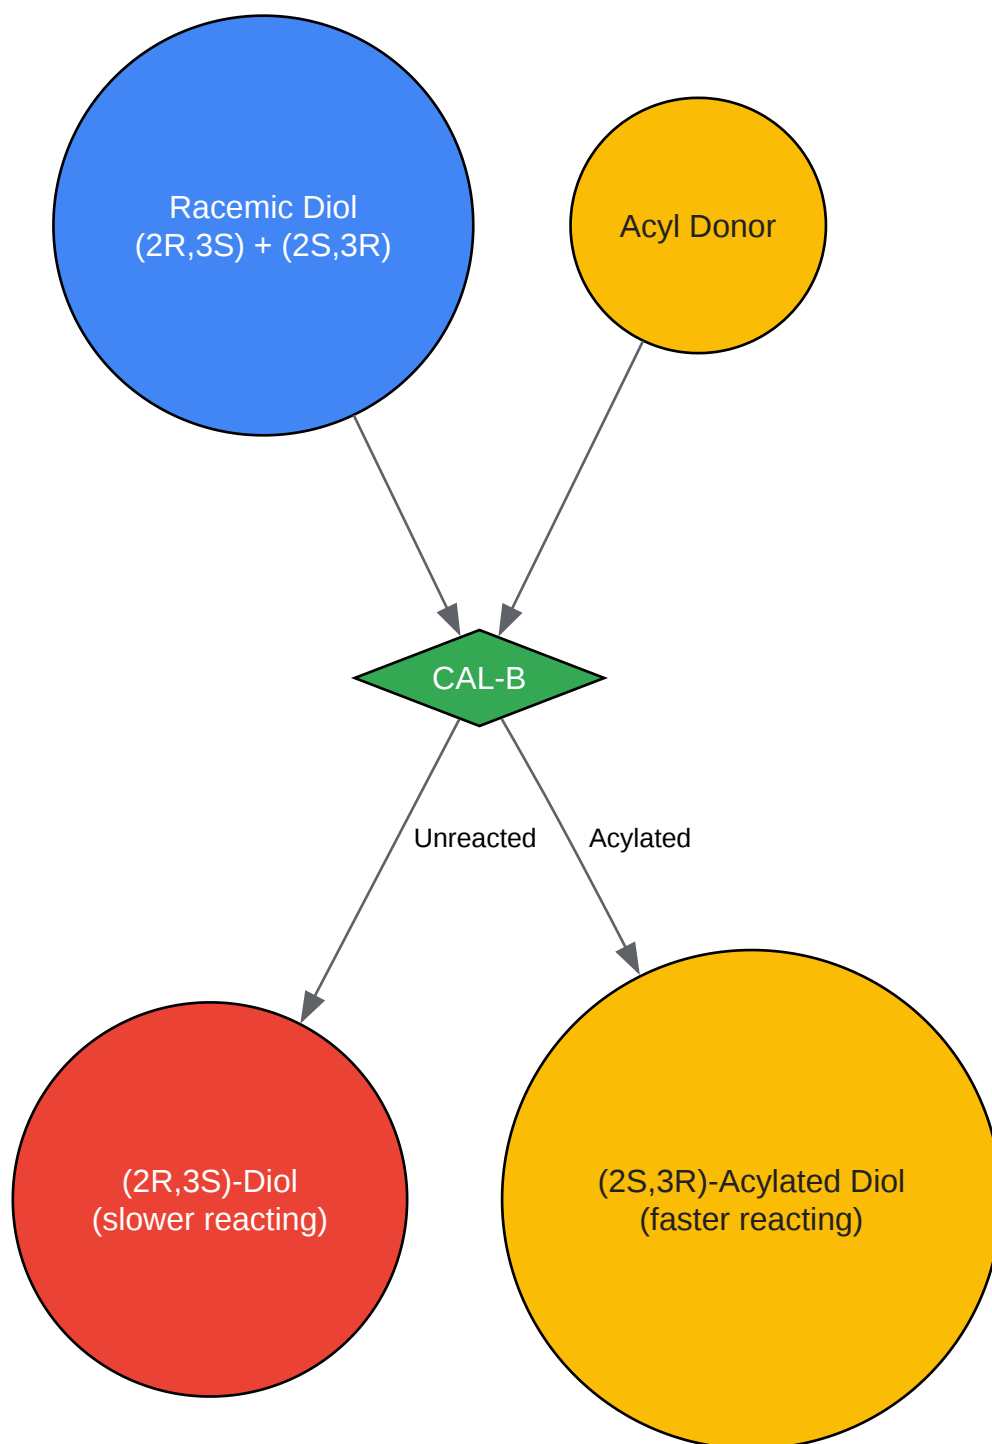 Racemic Diol
(2R,3S) + (2S,3R)
Acyl Donor
CAL-B
Unreacted
Acylated
(2R,3S)-Diol
(slower reacting)
(2S,3R)-Acylated Diol
(faster reacting)